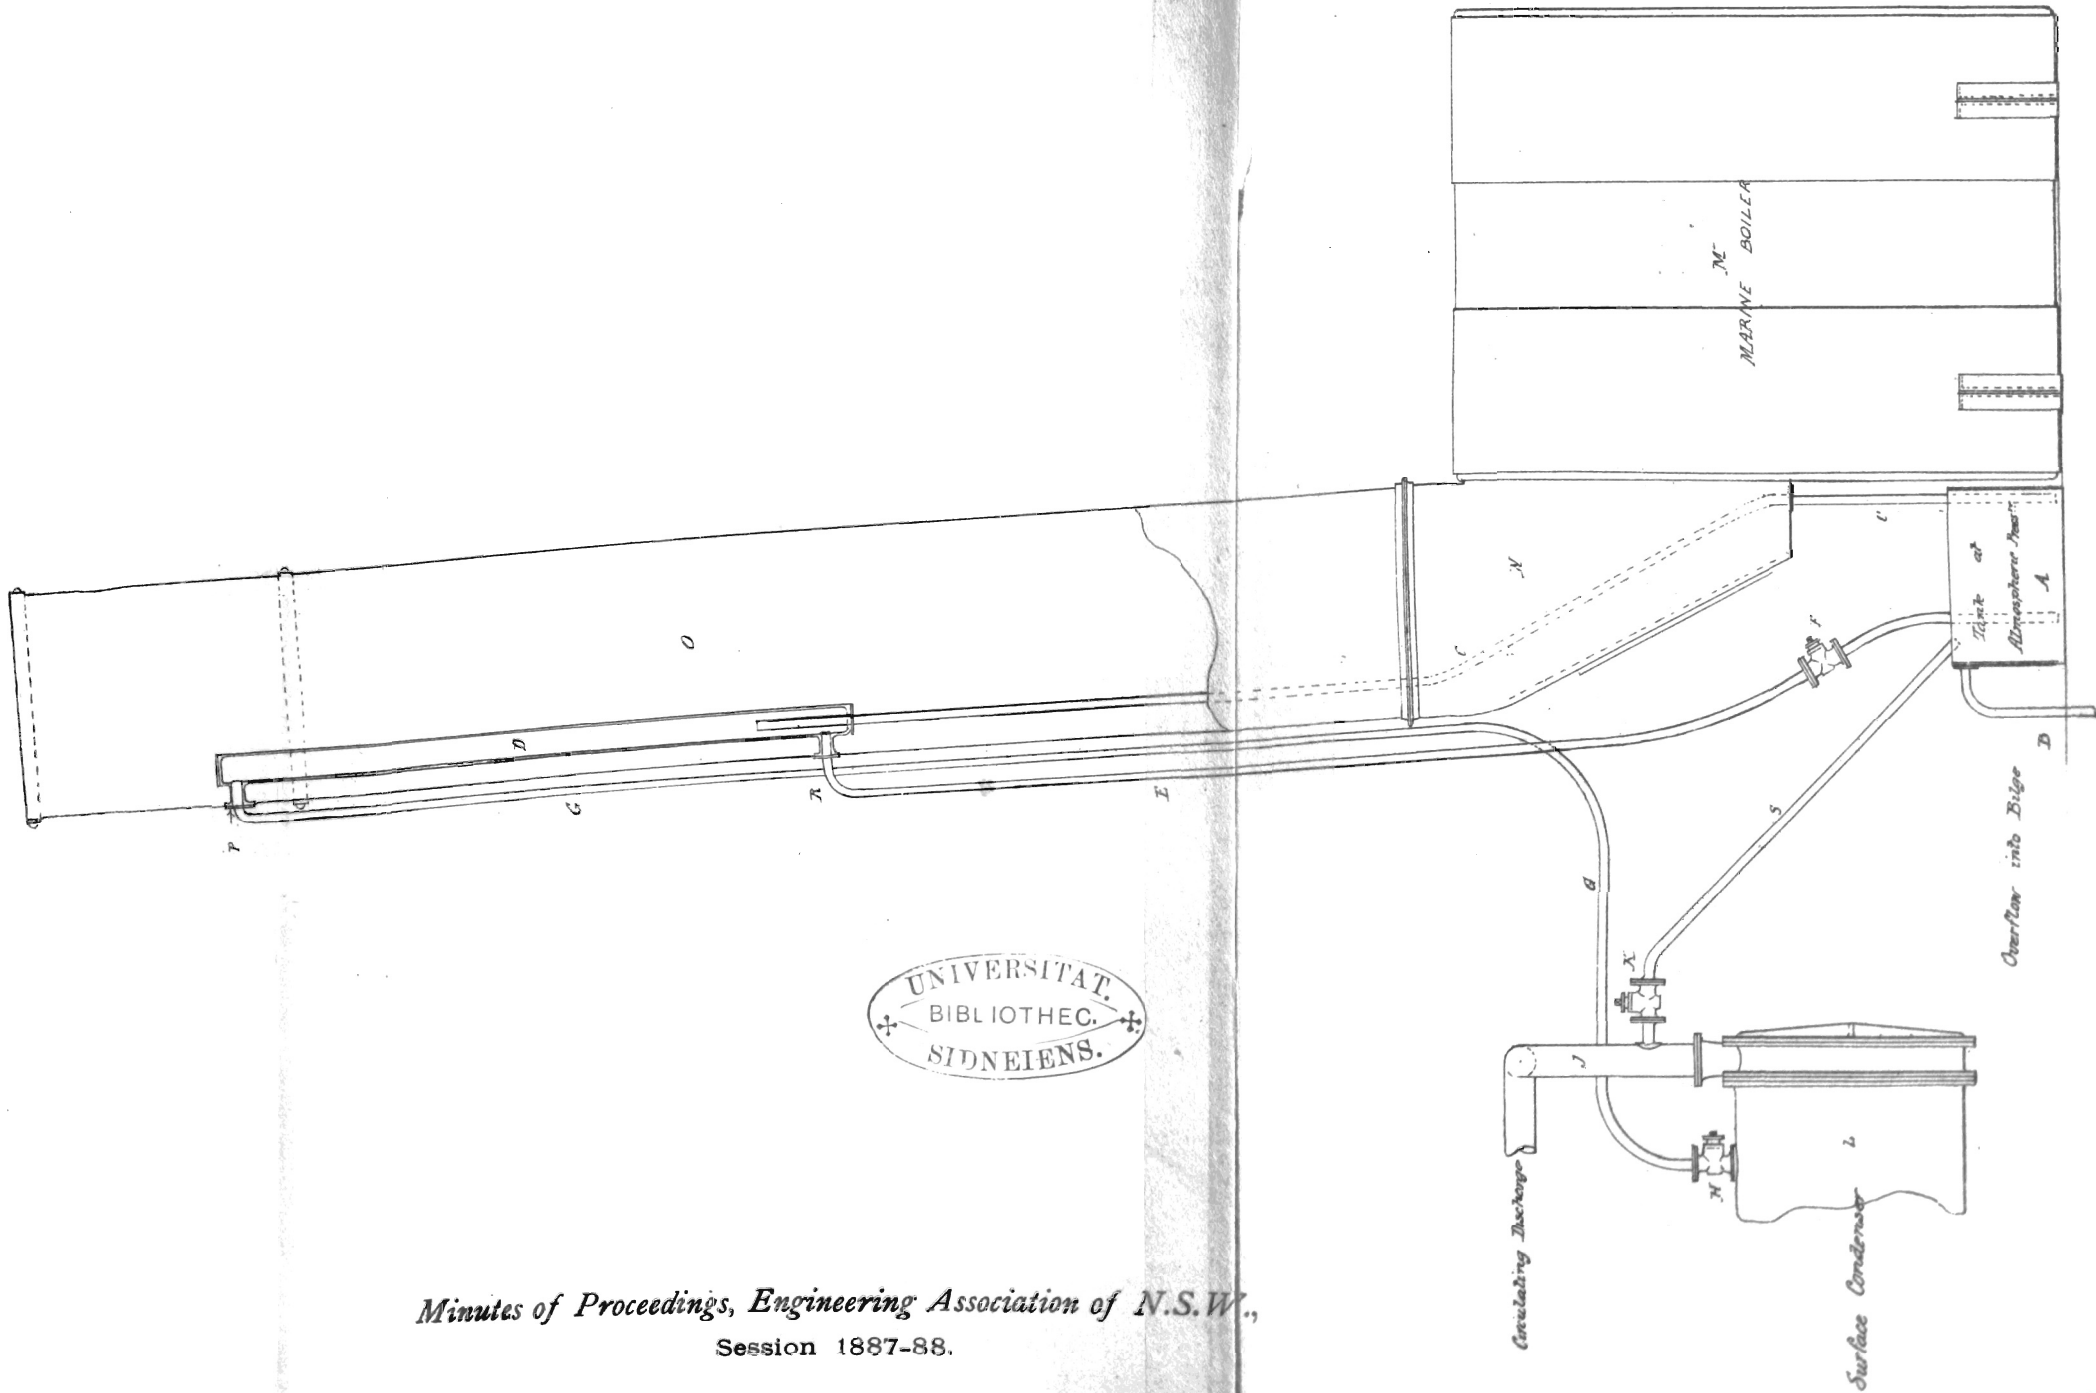 M
MARINE BOILER
N
O
C
C
Tank at
Atmospheric Press.
A
F
D
G
R
E
P
B
Overflow into Bilge
S
G
K
J
H
L
Circulating Discharge
Surface Condenser
UNIVERSITAT.
BIBLIOTHEC.
SIDNEIENS.
Minutes of Proceedings, Engineering Association of N.S.W.,
Session 1887-88.